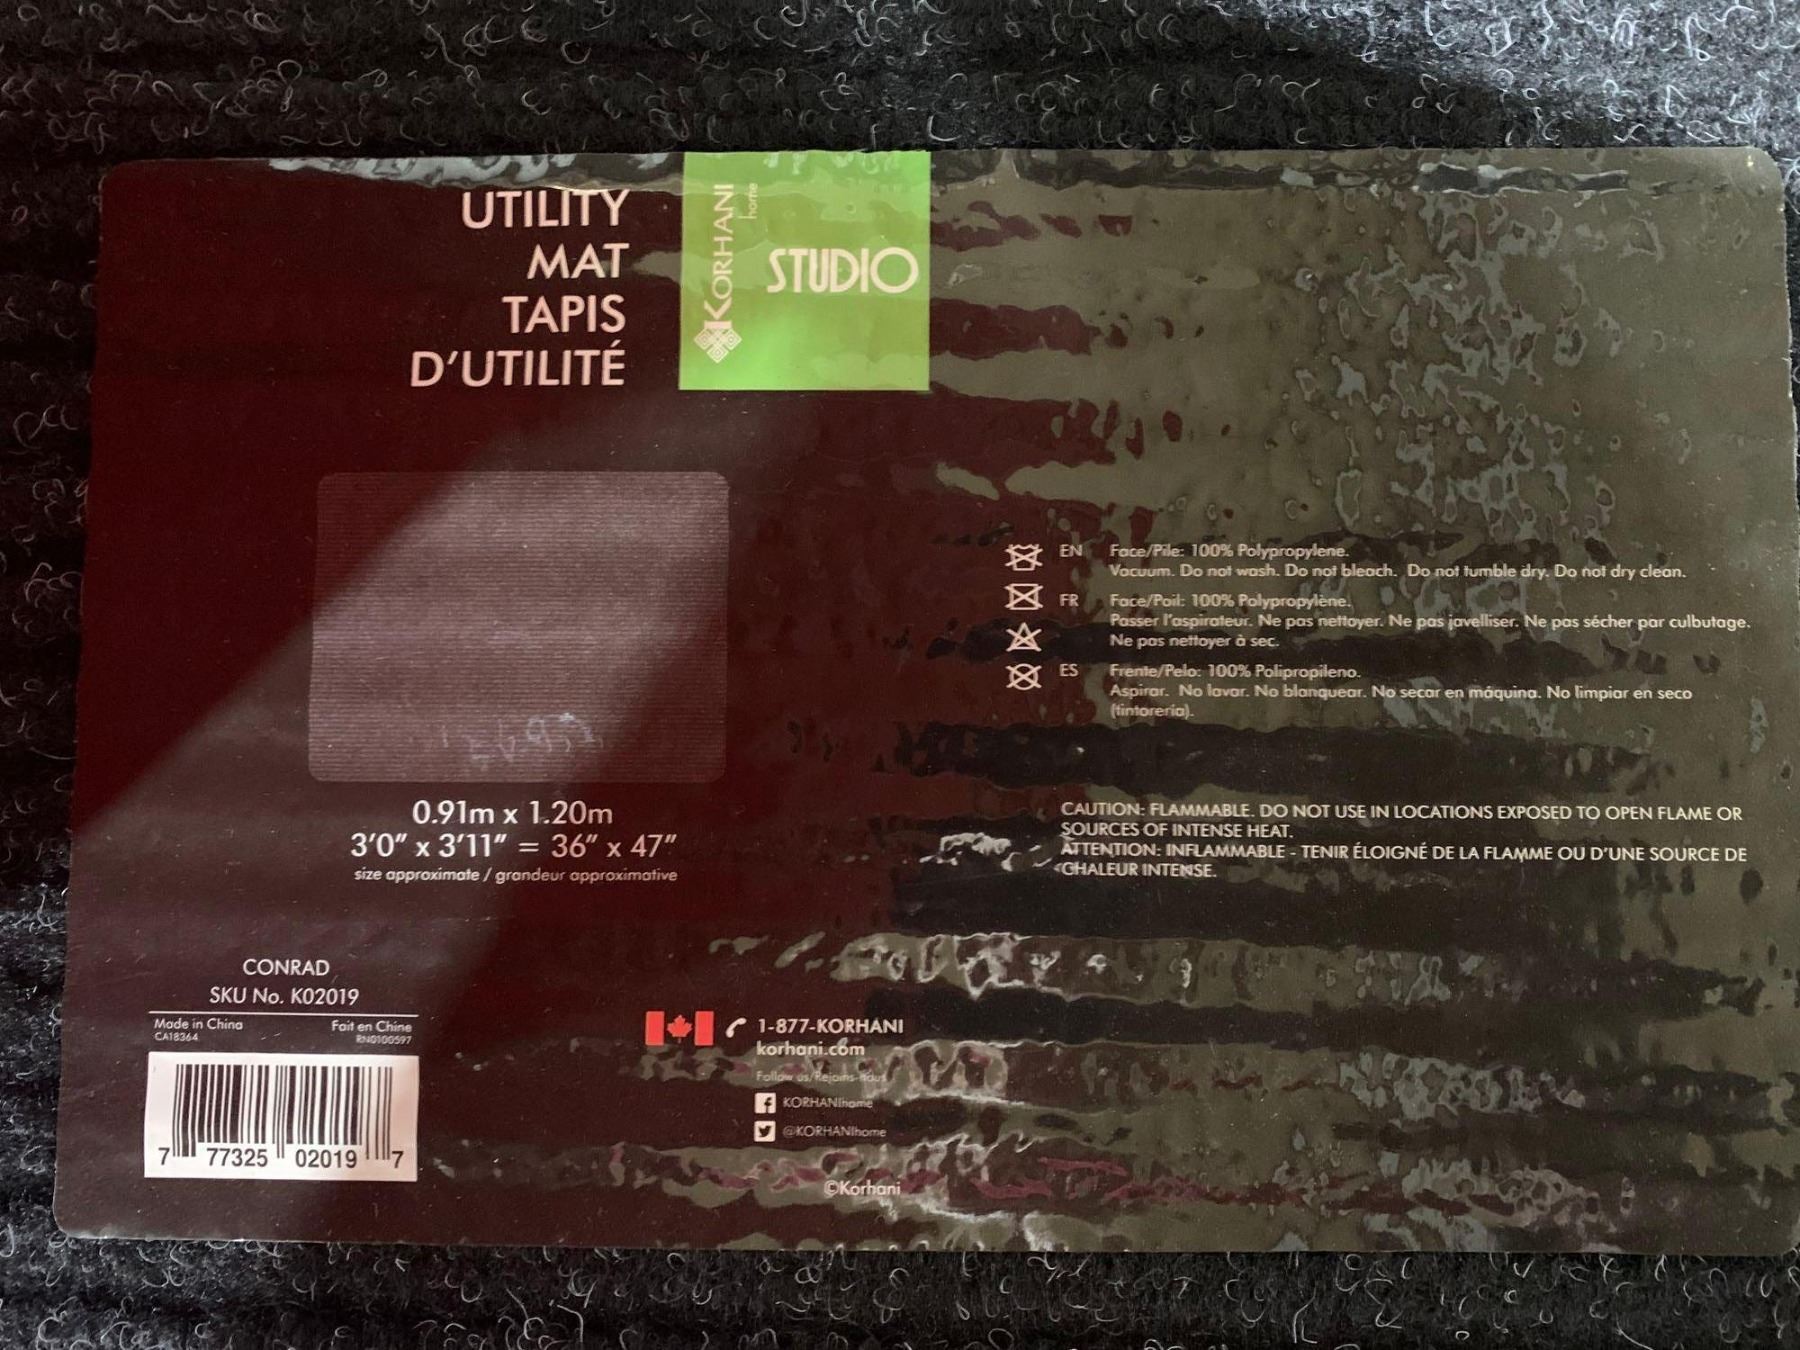 UTILITY
MAT
TAPIS
D'UTILITÉ
KORHANI
home
STUDIO
0.91m x 1.20m
3'0" x 3'11" = 36" x 47"
size approximate / grandeur approximative
EN Face/Pile: 100% Polypropylene.
Vacuum. Do not wash. Do not bleach. Do not tumble dry. Do not dry clean.
FR Face/Poil: 100% Polypropylène.
Passer l'aspirateur. Ne pas nettoyer. Ne pas javelliser. Ne pas sécher par culbutage.
Ne pas nettoyer à sec.
ES Frente/Pelo: 100% Polipropileno.
Aspirar. No lavar. No blanquear. No secar en máquina. No limpiar en seco
(tintorería).
CAUTION: FLAMMABLE. DO NOT USE IN LOCATIONS EXPOSED TO OPEN FLAME OR
SOURCES OF INTENSE HEAT.
ATTENTION: INFLAMMABLE - TENIR ÉLOIGNÉ DE LA FLAMME OU D'UNE SOURCE DE
CHALEUR INTENSE.
CONRAD
SKU No. K02019
Made in China Fait en Chine
CA18364 RN0100597
7 77325 02019 7
1-877-KORHANI
korhani.com
Follow us/Rejoins-nous
KORHANIhome
@KORHANIhome
©Korhani